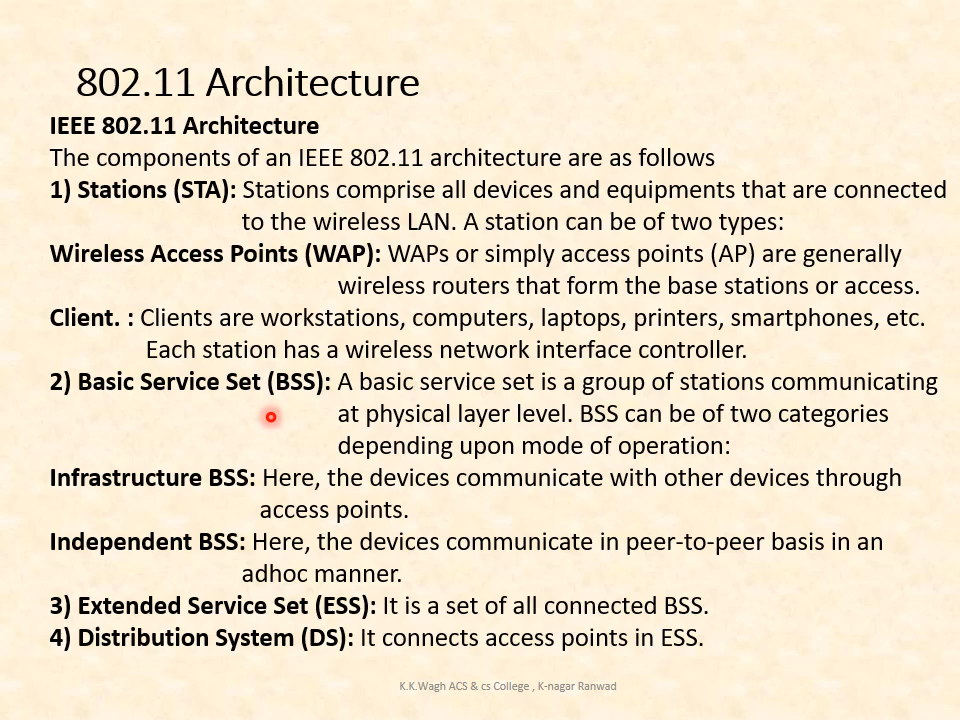 802.11 Architecture
IEEE 802.11 Architecture
The components of an IEEE 802.11 architecture are as follows
1) Stations (STA): Stations comprise all devices and equipments that are connected
to the wireless LAN. A station can be of two types:
Wireless Access Points (WAP): WAPs or simply access points (AP) are generally
wireless routers that form the base stations or access.
Client. : Clients are workstations, computers, laptops, printers, smartphones, etc.
Each station has a wireless network interface controller.
2) Basic Service Set (BSS): A basic service set is a group of stations communicating
at physical layer level. BSS can be of two categories
depending upon mode of operation:
Infrastructure BSS: Here, the devices communicate with other devices through
access points.
Independent BSS: Here, the devices communicate in peer-to-peer basis in an
adhoc manner.
3) Extended Service Set (ESS): It is a set of all connected BSS.
4) Distribution System (DS): It connects access points in ESS.
K.K.Wagh ACS & cs College , K-nagar Ranwad